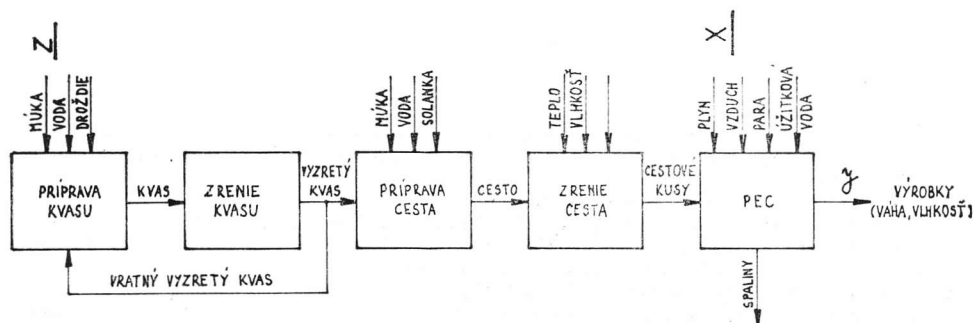 Z
X
MÚKA
VODA
DROŽDIE
MÚKA
VODA
SOLANKA
TEPLO
VLHKOSŤ
PLYN
VZDUCH
PARA
ÚŽITKOVÁ
VODA
PRÍPRAVA
KVASU
KVAS
ZRENIE
KVASU
VYZRETÝ
KVAS
PRÍPRAVA
CESTA
CESTO
ZRENIE
CESTA
CESTOVÉ
KUSY
PEC
y
VÝROBKY
(VÁHA, VLHKOSŤ)
VRATNÝ VYZRETÝ KVAS
SPALINY